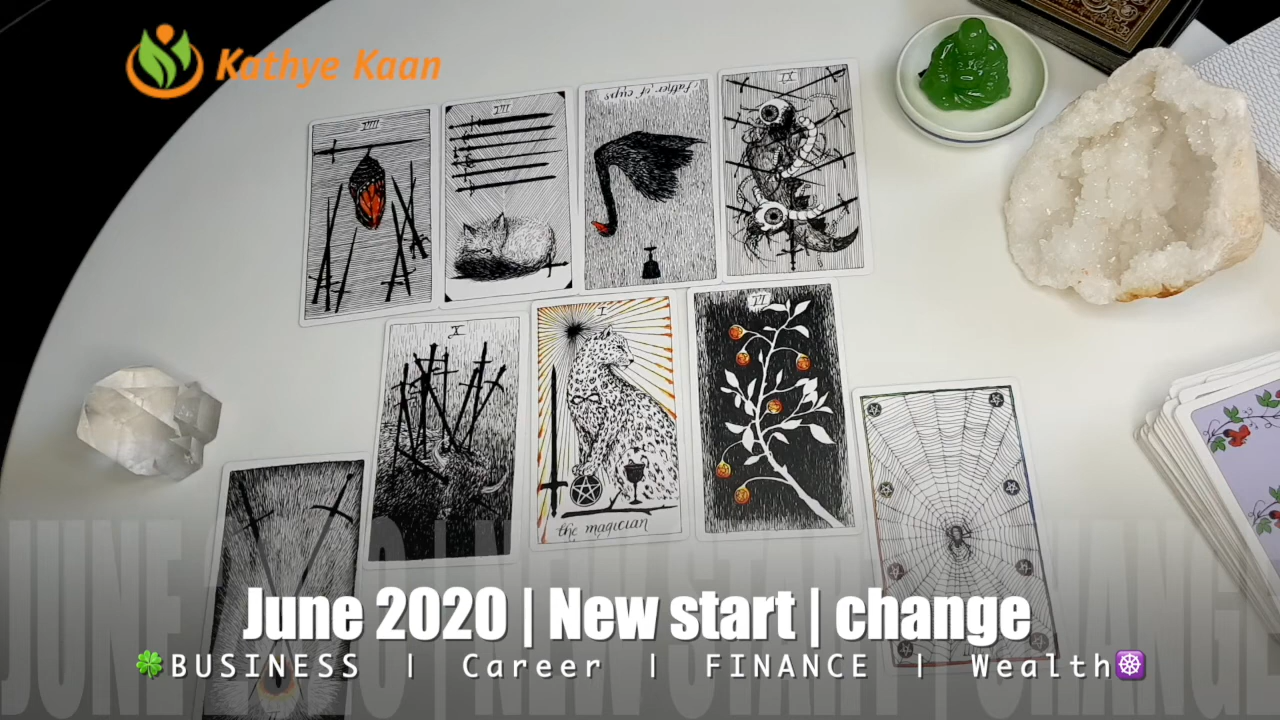 Kathye Kaan
Father of cups
X
I
the magician
June 2020 | New start | change
🍀BUSINESS | Career | FINANCE | Wealth☸